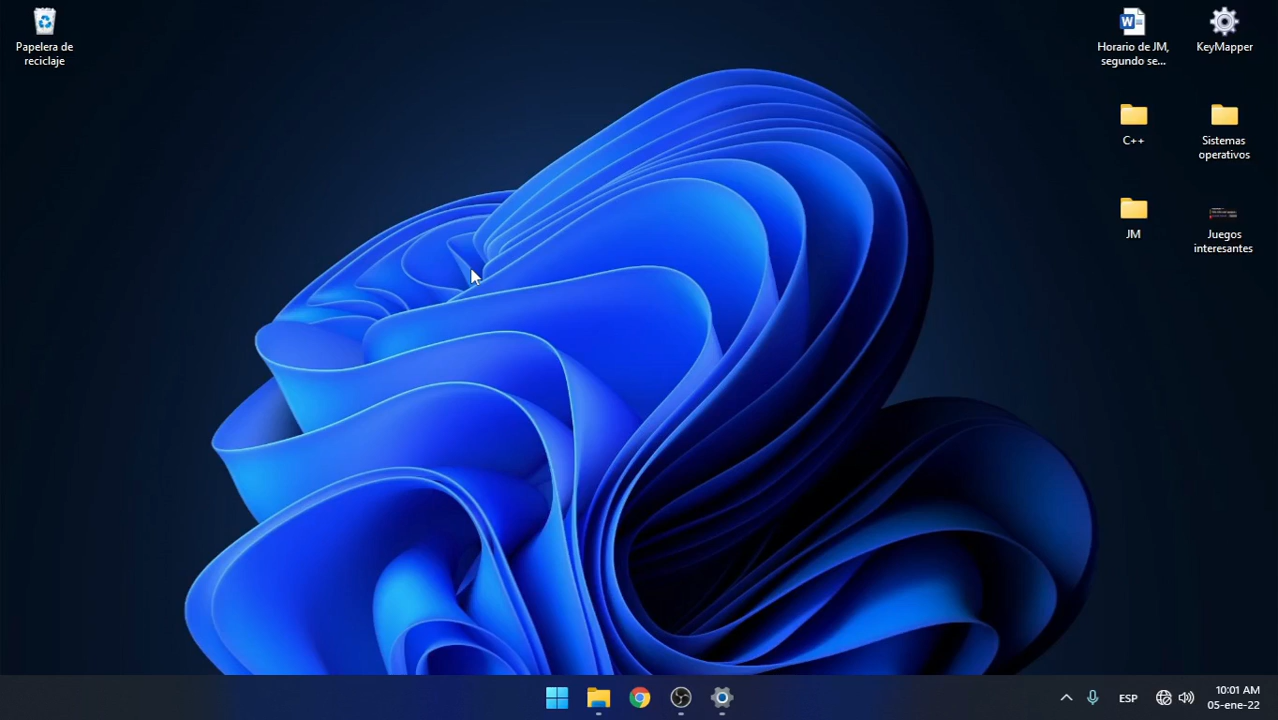 Papelera de
reciclaje
Horario de JM,
segundo se...
KeyMapper
C++
Sistemas
operativos
JM
Juegos
interesantes
ESP
10:01 AM
05-ene-22